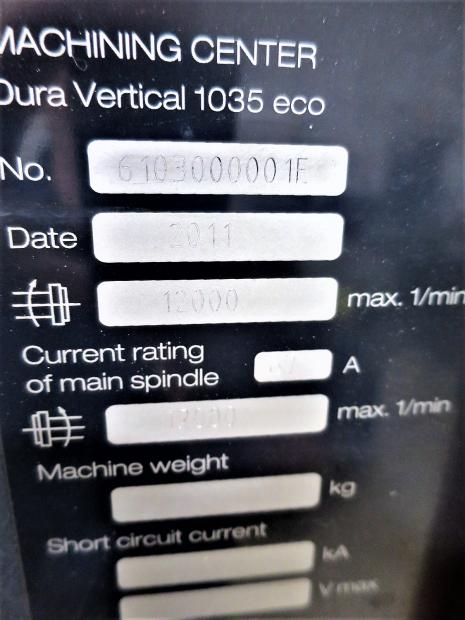 MACHINING CENTER
Dura Vertical 1035 eco
No. 6103000001E
Date 2011
12000 max. 1/min
Current rating
of main spindle A
max. 1/min
Machine weight
kg
Short circuit current
kA
V max